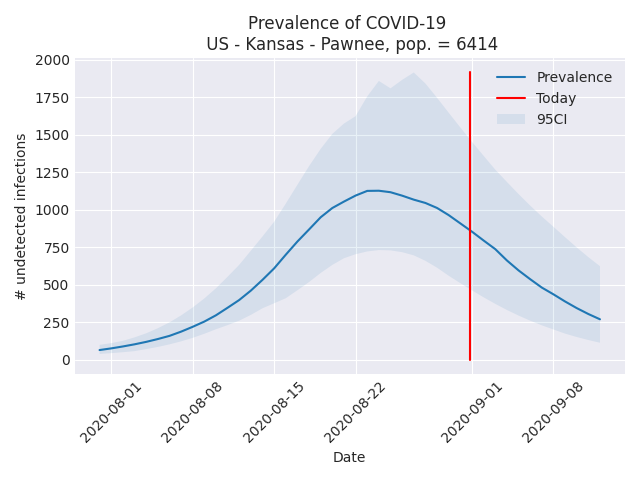 Prevalence of COVID-19
US - Kansas - Pawnee, pop. = 6414
# undetected infections
2000
1750
1500
1250
1000
750
500
250
0
Prevalence
Today
95CI
2020-08-01
2020-08-08
2020-08-15
2020-08-22
2020-09-01
2020-09-08
Date